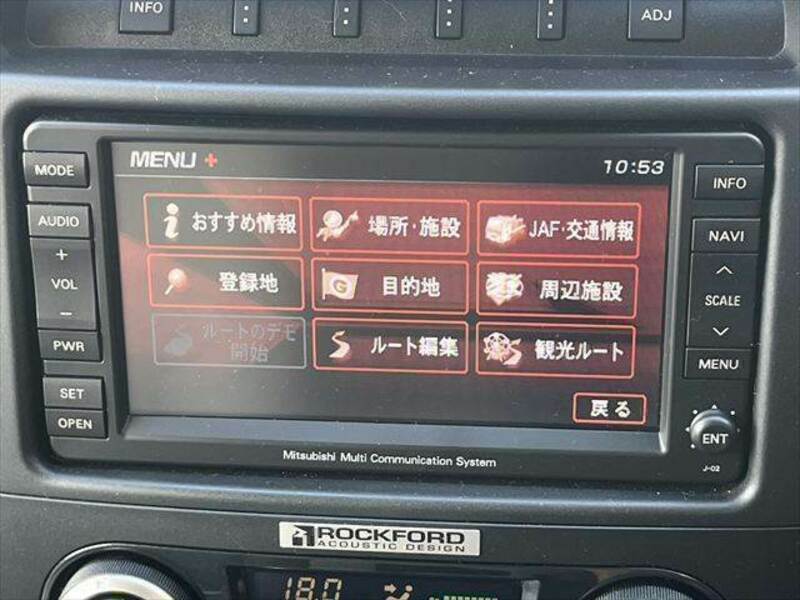 INFO
ADJ
MENU +
10:53
MODE
AUDIO
+
VOL
−
PWR
SET
OPEN
おすすめ情報
場所・施設
JAF・交通情報
登録地
目的地
周辺施設
ルートのデモ
開始
ルート編集
観光ルート
戻る
INFO
NAVI
SCALE
MENU
ENT
J-02
Mitsubishi Multi Communication System
ROCKFORD
ACOUSTIC DESIGN
18.0